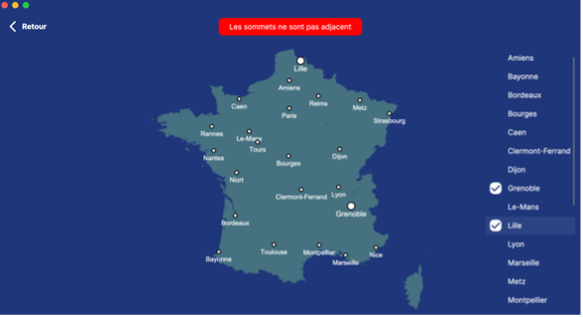 Retour
Les sommets ne sont pas adjacent
Lille
Amiens
Reims
Caen
Metz
Paris
Strasbourg
Rennes
Le-Mans
Tours
Nantes
Dijon
Bourges
Niort
Clermont-Ferrand
Lyon
Grenoble
Bordeaux
Toulouse
Montpellier
Nice
Bayonne
Marseille
Amiens
Bayonne
Bordeaux
Bourges
Caen
Clermont-Ferrand
Dijon
Grenoble
Le-Mans
Lille
Lyon
Marseille
Metz
Montpellier